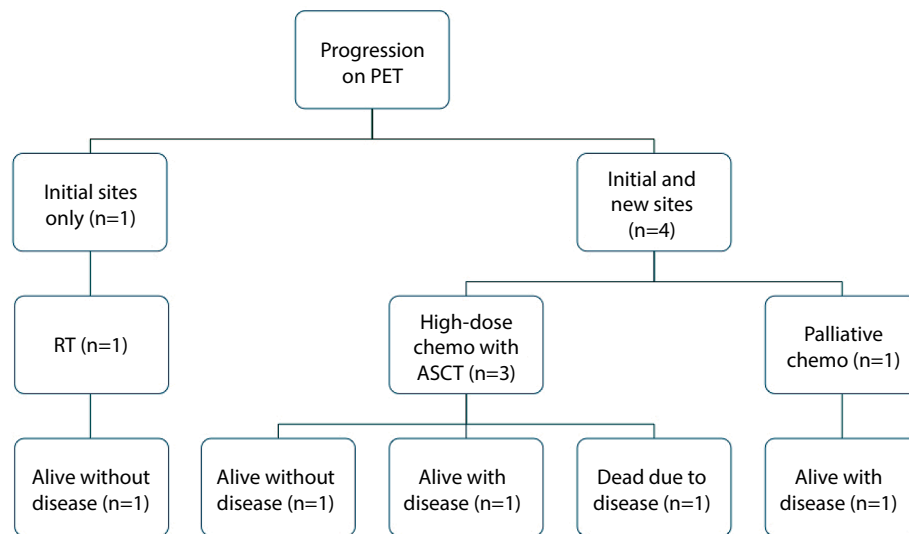 Progression
on PET
Initial sites
only (n=1)
Initial and
new sites
(n=4)
RT (n=1)
High-dose
chemo with
ASCT (n=3)
Palliative
chemo (n=1)
Alive without
disease (n=1)
Alive without
disease (n=1)
Alive with
disease (n=1)
Dead due to
disease (n=1)
Alive with
disease (n=1)